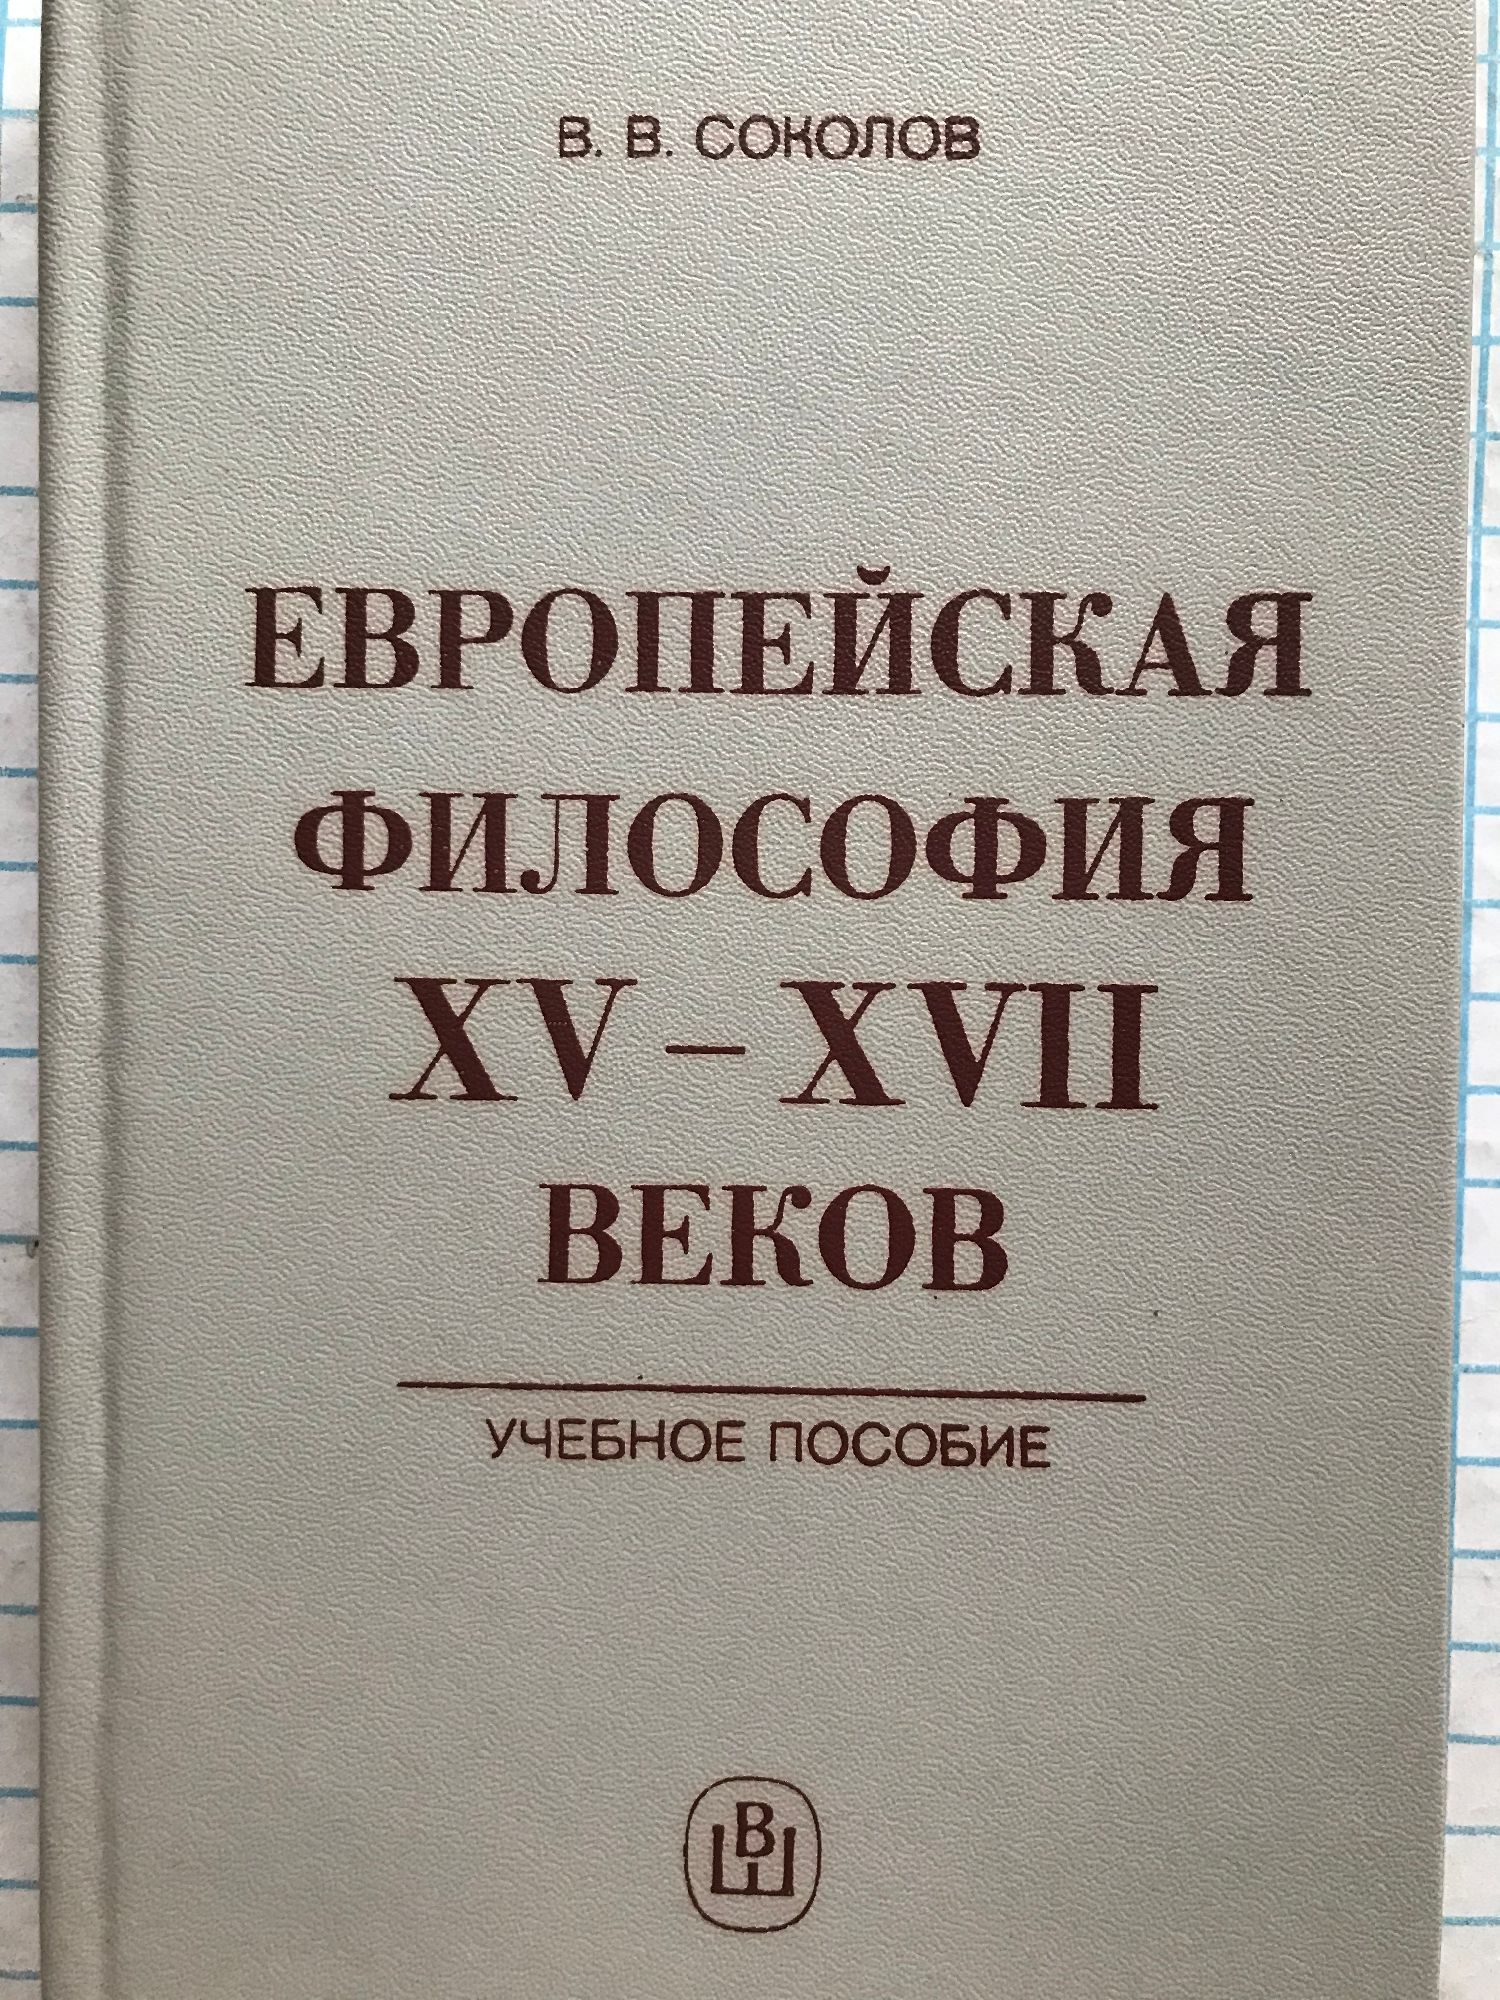 В. В. СОКОЛОВ
ЕВРОПЕЙСКАЯ
ФИЛОСОФИЯ
XV – XVII
ВЕКОВ
УЧЕБНОЕ ПОСОБИЕ
ВШ